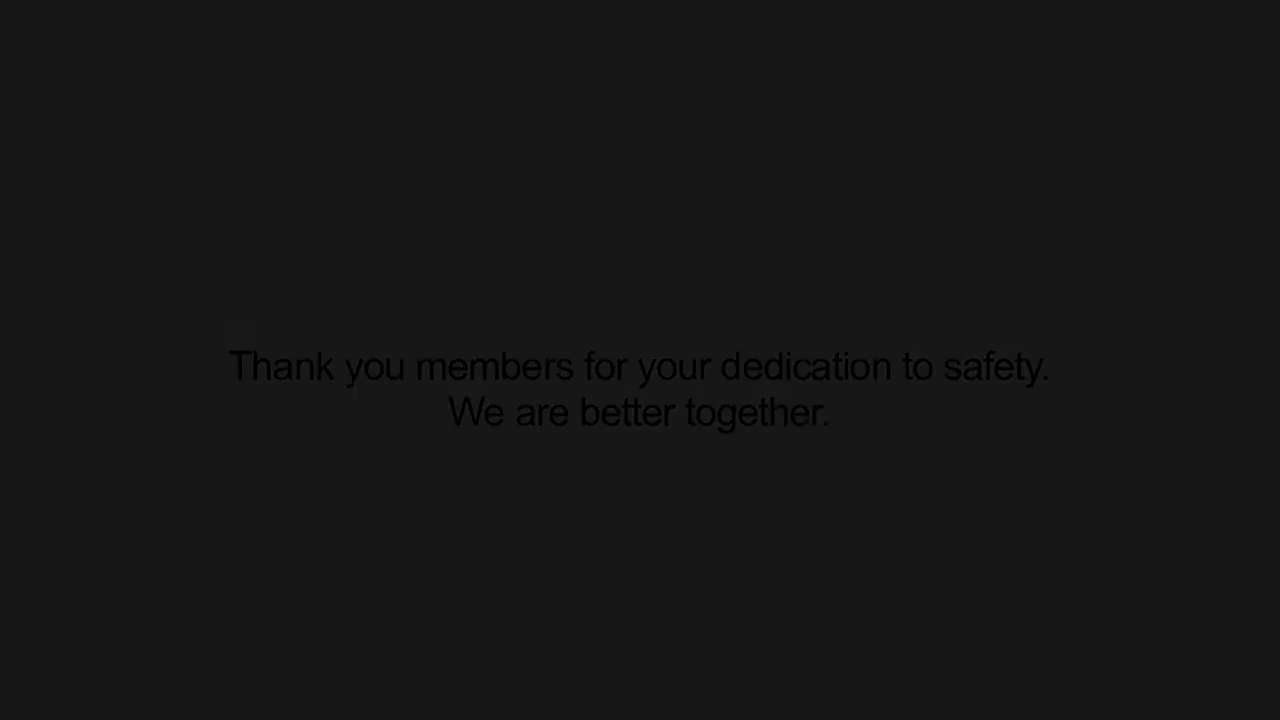 Thank you members for your dedication to safety.
We are better together.